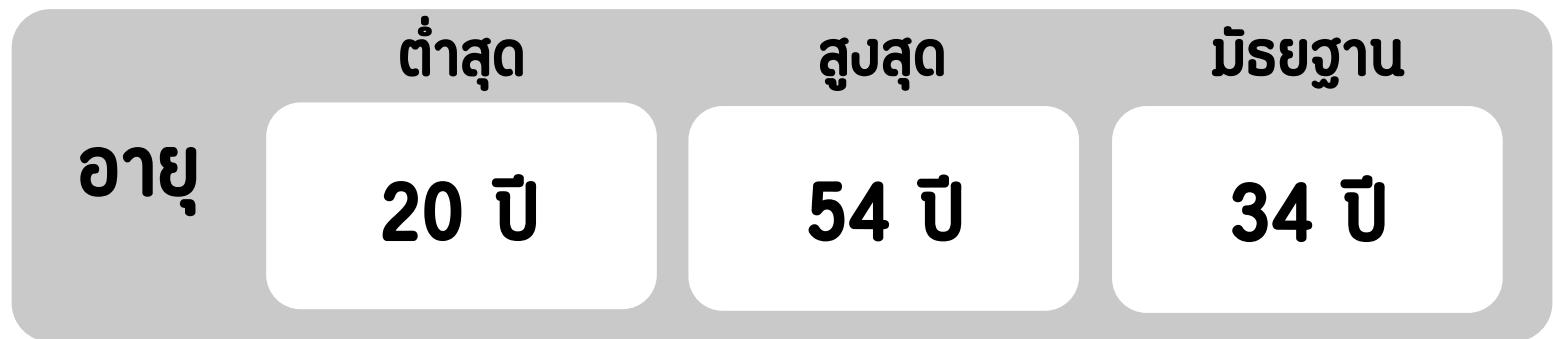 ต่ำสุด สูงสุด มัธยฐาน
อายุ 20 ปี 54 ปี 34 ปี